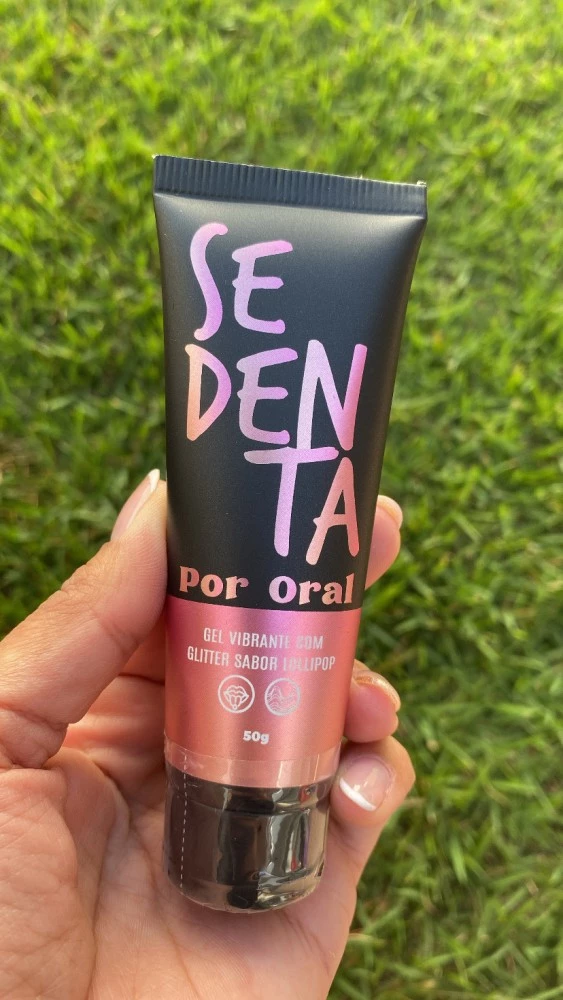 SE
DEN
TA
por oral
GEL VIBRANTE COM
GLITTER SABOR LOLLIPOP
50g